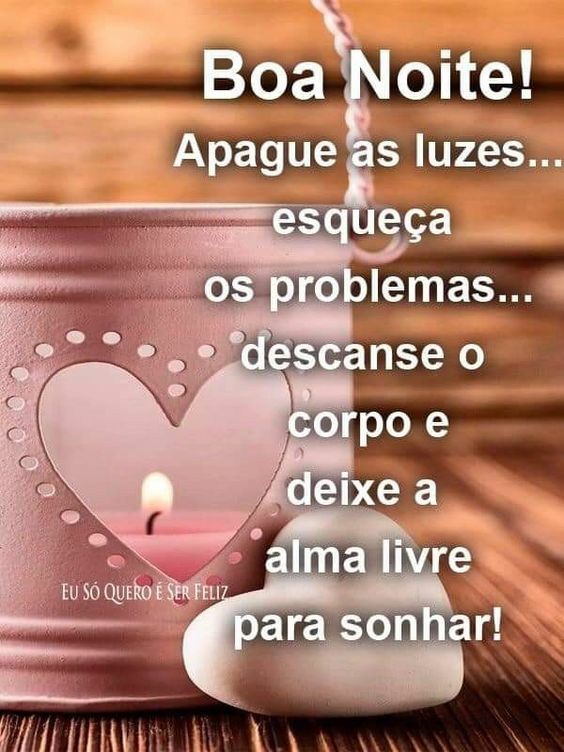 Boa Noite!
Apague as luzes...
esqueça
os problemas...
descanse o
corpo e
deixe a
alma livre
para sonhar!
Eu Só Quero é Ser Feliz